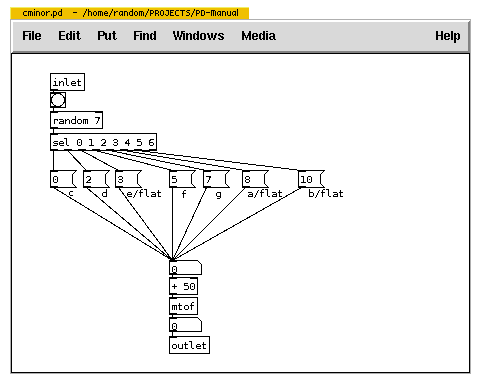 cminor.pd - /home/random/PROJECTS/PD-Manual
File Edit Put Find Windows Media Help
inlet
random 7
sel 0 1 2 3 4 5 6
0 2 3 5 7 8 10
c d e/flat f g a/flat b/flat
0
+ 50
mtof
0
outlet